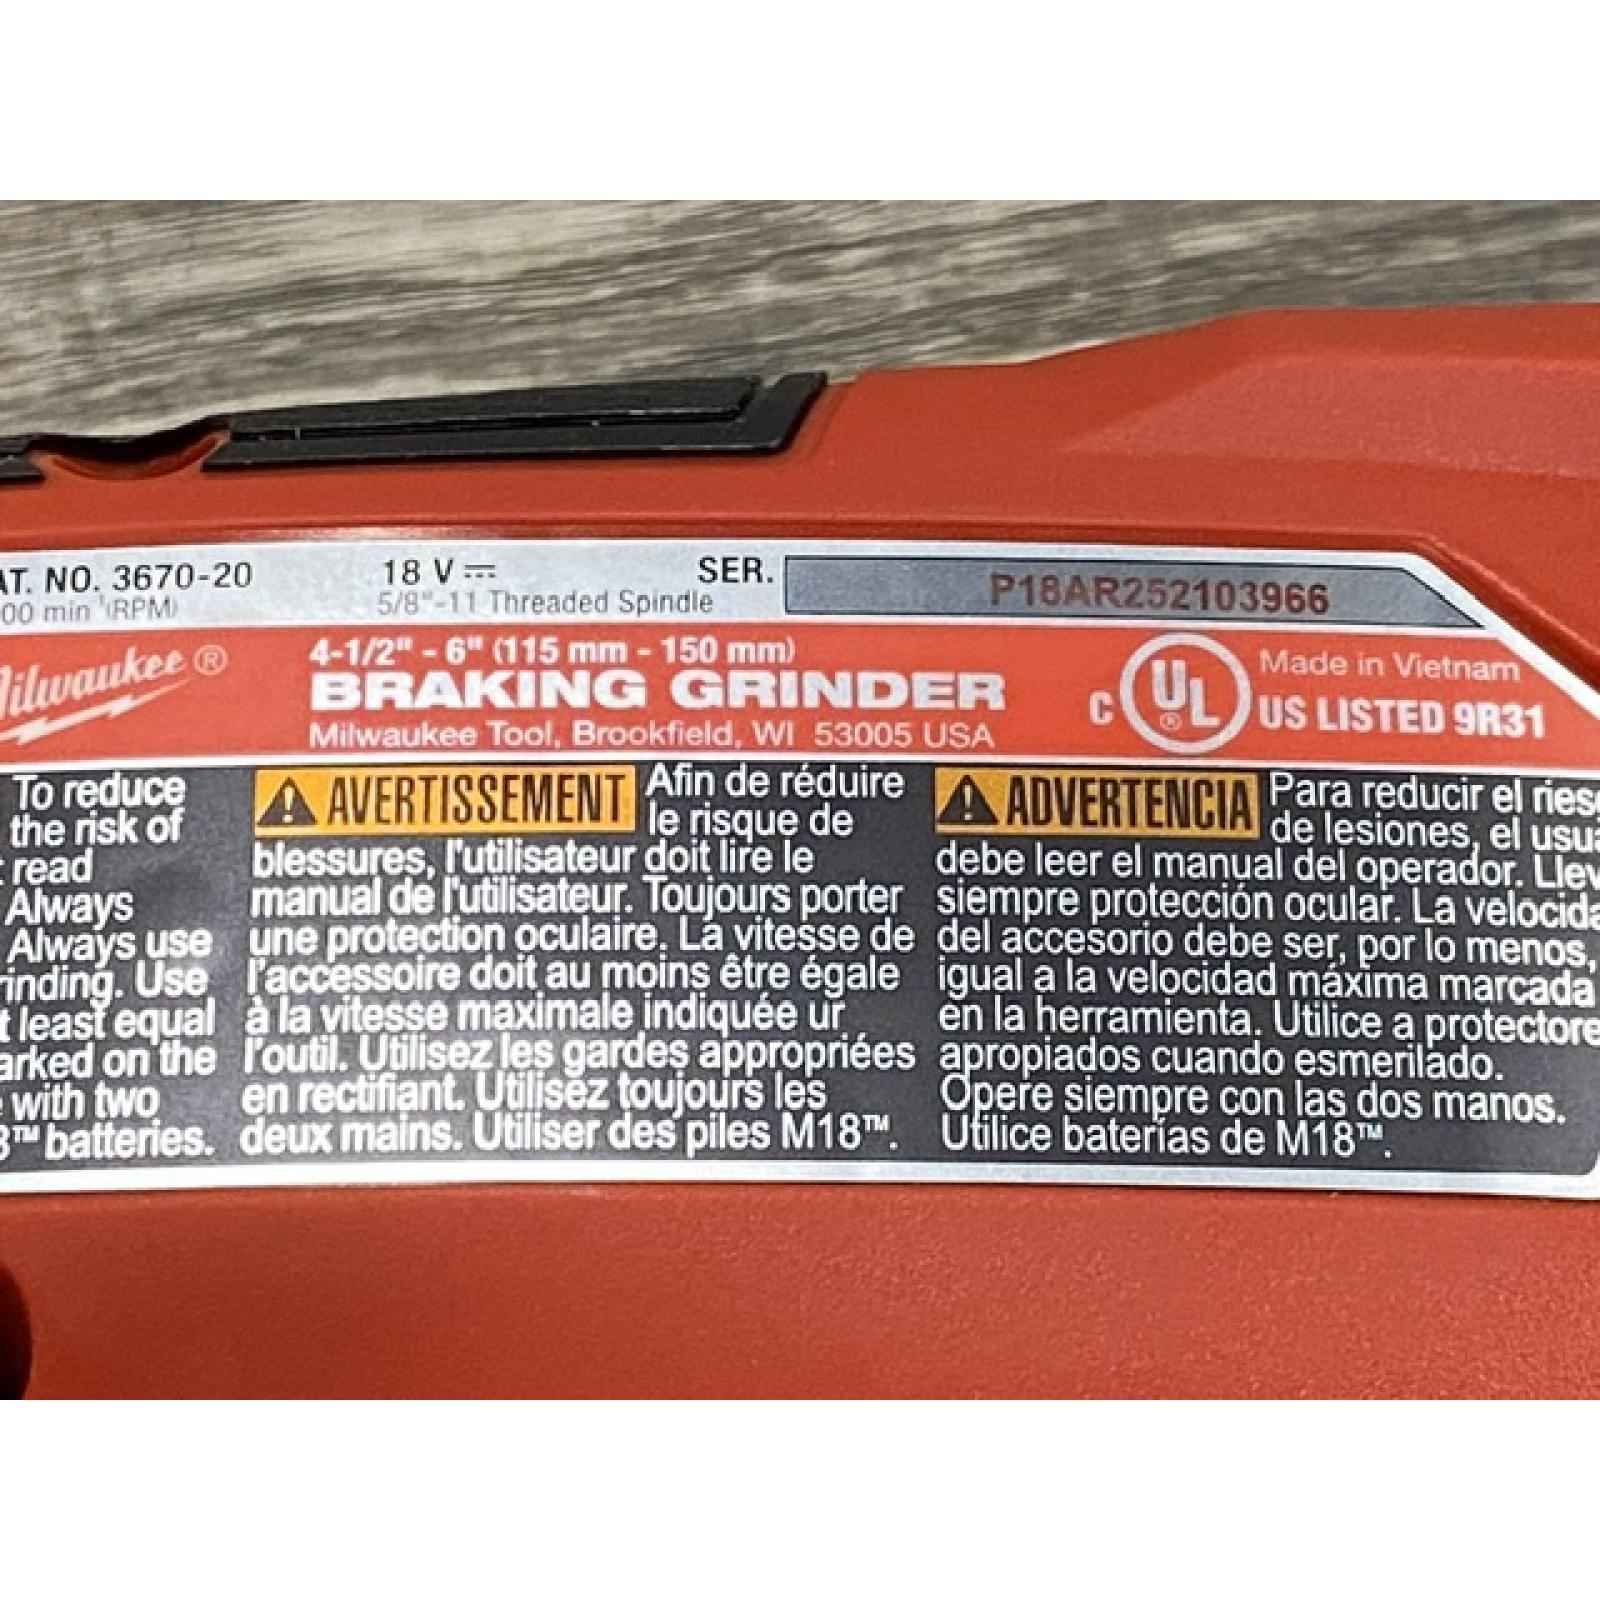 AT. NO. 3670-20 18 V SER. P18AR252103966
00 min⁻¹(RPM) 5/8"-11 Threaded Spindle
Milwaukee® 4-1/2" - 6" (115 mm - 150 mm)
BRAKING GRINDER
Milwaukee Tool, Brookfield, WI 53005 USA
C UL® Made in Vietnam
US LISTED 9R31
To reduce
the risk of
read
Always
Always use
rinding. Use
t least equal
arked on the
with two
8™ batteries.
AVERTISSEMENT Afin de réduire
le risque de
blessures, l'utilisateur doit lire le
manual de l'utilisateur. Toujours porter
une protection oculaire. La vitesse de
l'accessoire doit au moins être égale
à la vitesse maximale indiquée ur
l'outil. Utilisez les gardes appropriées
en rectifiant. Utilisez toujours les
deux mains. Utiliser des piles M18™.
ADVERTENCIA Para reducir el ries
de lesiones, el usu
debe leer el manual del operador. Llev
siempre protección ocular. La velocida
del accesorio debe ser, por lo menos,
igual a la velocidad máxima marcada
en la herramienta. Utilice a protectore
apropiados cuando esmerilado.
Opere siempre con las dos manos.
Utilice baterías de M18™.